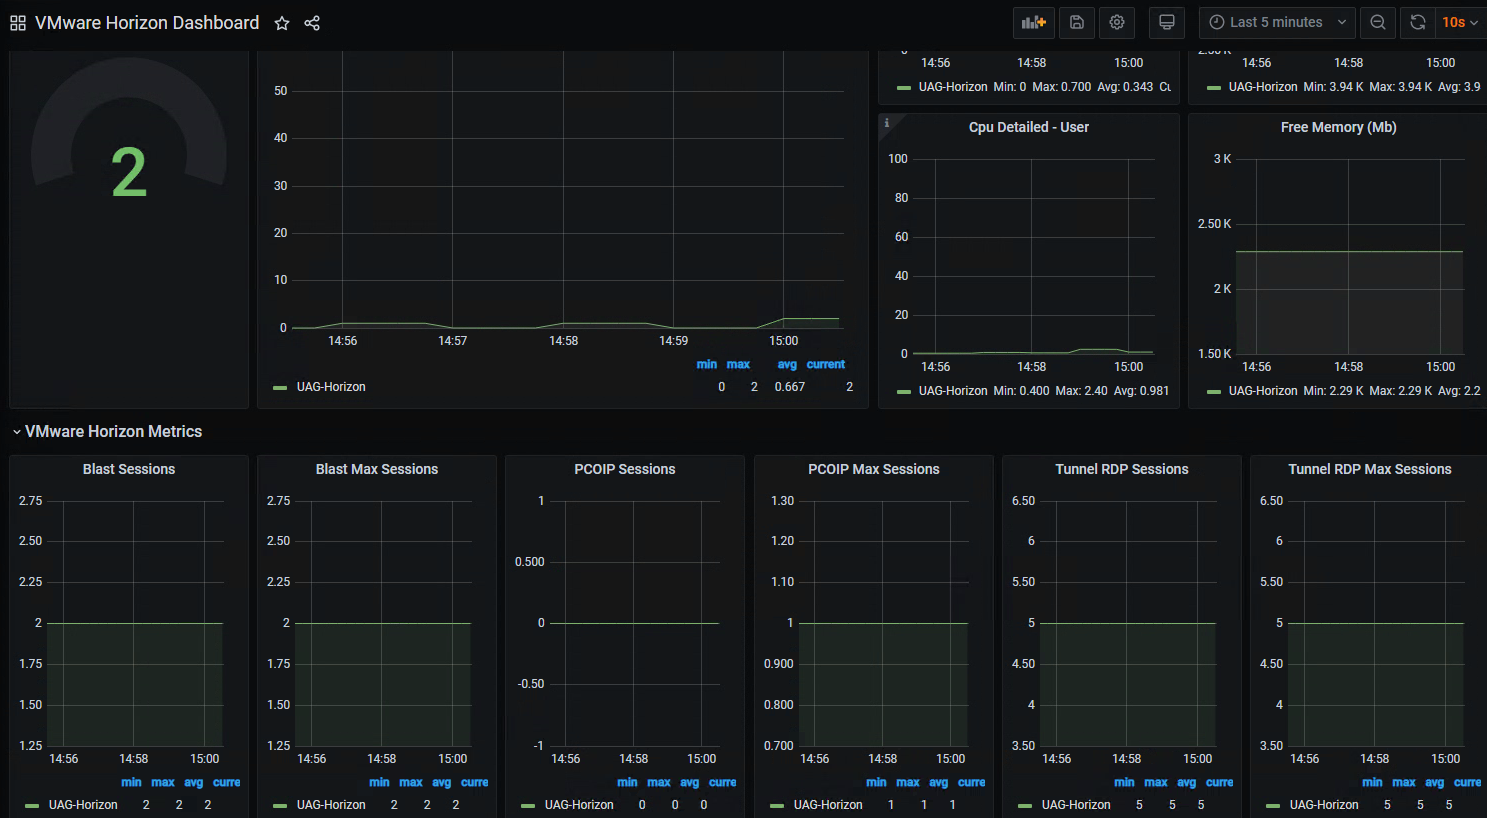 VMware Horizon Dashboard
Last 5 minutes
10s
2
50
40
30
20
10
0
14:56 14:57 14:58 14:59 15:00
min max avg current
UAG-Horizon 0 2 0.667 2
14:56 14:58 15:00
UAG-Horizon Min: 0 Max: 0.700 Avg: 0.343
14:56 14:58 15:00
UAG-Horizon Min: 3.94 K Max: 3.94 K Avg: 3.9
i
Cpu Detailed - User
100
80
60
40
20
0
14:56 14:58 15:00
UAG-Horizon Min: 0.400 Max: 2.40 Avg: 0.981
Free Memory (Mb)
3 K
2.50 K
2 K
1.50 K
14:56 14:58 15:00
UAG-Horizon Min: 2.29 K Max: 2.29 K Avg: 2.2
VMware Horizon Metrics
Blast Sessions
2.75
2.50
2.25
2
1.75
1.50
1.25
14:56 14:58 15:00
min max avg curre
UAG-Horizon 2 2 2
Blast Max Sessions
2.75
2.50
2.25
2
1.75
1.50
1.25
14:56 14:58 15:00
min max avg curre
UAG-Horizon 2 2 2
PCOIP Sessions
1
0.500
0
-0.50
-1
14:56 14:58 15:00
min max avg curre
UAG-Horizon 0 0 0
PCOIP Max Sessions
1.30
1.20
1.10
1
0.900
0.800
0.700
14:56 14:58 15:00
min max avg curre
UAG-Horizon 1 1 1
Tunnel RDP Sessions
6.50
6
5.50
5
4.50
4
3.50
14:56 14:58 15:00
min max avg curre
UAG-Horizon 5 5 5
Tunnel RDP Max Sessions
6.50
6
5.50
5
4.50
4
3.50
14:56 14:58 15:00
min max avg curre
UAG-Horizon 5 5 5